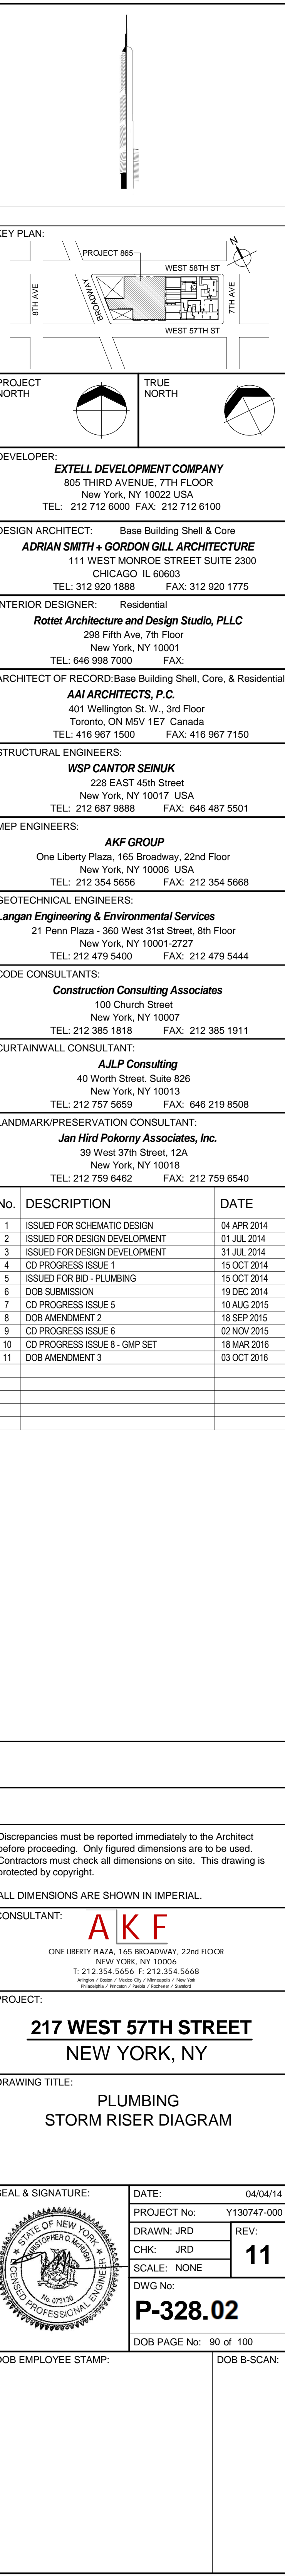 KEY PLAN:
N
PROJECT 865
WEST 58TH ST
8TH AVE
BROADWAY
7TH AVE
WEST 57TH ST
PROJECT
NORTH
TRUE
NORTH
DEVELOPER:
EXTELL DEVELOPMENT COMPANY
805 THIRD AVENUE, 7TH FLOOR
New York, NY 10022 USA
TEL: 212 712 6000 FAX: 212 712 6100
DESIGN ARCHITECT: Base Building Shell & Core
ADRIAN SMITH + GORDON GILL ARCHITECTURE
111 WEST MONROE STREET SUITE 2300
CHICAGO IL 60603
TEL: 312 920 1888 FAX: 312 920 1775
INTERIOR DESIGNER: Residential
Rottet Architecture and Design Studio, PLLC
298 Fifth Ave, 7th Floor
New York, NY 10001
TEL: 646 998 7000 FAX:
ARCHITECT OF RECORD:Base Building Shell, Core, & Residential
AAI ARCHITECTS, P.C.
401 Wellington St. W., 3rd Floor
Toronto, ON M5V 1E7 Canada
TEL: 416 967 1500 FAX: 416 967 7150
STRUCTURAL ENGINEERS:
WSP CANTOR SEINUK
228 EAST 45th Street
New York, NY 10017 USA
TEL: 212 687 9888 FAX: 646 487 5501
MEP ENGINEERS:
AKF GROUP
One Liberty Plaza, 165 Broadway, 22nd Floor
New York, NY 10006 USA
TEL: 212 354 5656 FAX: 212 354 5668
GEOTECHNICAL ENGINEERS:
Langan Engineering & Environmental Services
21 Penn Plaza - 360 West 31st Street, 8th Floor
New York, NY 10001-2727
TEL: 212 479 5400 FAX: 212 479 5444
CODE CONSULTANTS:
Construction Consulting Associates
100 Church Street
New York, NY 10007
TEL: 212 385 1818 FAX: 212 385 1911
CURTAINWALL CONSULTANT:
AJLP Consulting
40 Worth Street. Suite 826
New York, NY 10013
TEL: 212 757 5659 FAX: 646 219 8508
LANDMARK/PRESERVATION CONSULTANT:
Jan Hird Pokorny Associates, Inc.
39 West 37th Street, 12A
New York, NY 10018
TEL: 212 759 6462 FAX: 212 759 6540
No. DESCRIPTION DATE
1 ISSUED FOR SCHEMATIC DESIGN 04 APR 2014
2 ISSUED FOR DESIGN DEVELOPMENT 01 JUL 2014
3 ISSUED FOR DESIGN DEVELOPMENT 31 JUL 2014
4 CD PROGRESS ISSUE 1 15 OCT 2014
5 ISSUED FOR BID - PLUMBING 15 OCT 2014
6 DOB SUBMISSION 19 DEC 2014
7 CD PROGRESS ISSUE 5 10 AUG 2015
8 DOB AMENDMENT 2 18 SEP 2015
9 CD PROGRESS ISSUE 6 02 NOV 2015
10 CD PROGRESS ISSUE 8 - GMP SET 18 MAR 2016
11 DOB AMENDMENT 3 03 OCT 2016
Discrepancies must be reported immediately to the Architect
before proceeding. Only figured dimensions are to be used.
Contractors must check all dimensions on site. This drawing is
protected by copyright.
ALL DIMENSIONS ARE SHOWN IN IMPERIAL.
CONSULTANT:
AKF
ONE LIBERTY PLAZA, 165 BROADWAY, 22nd FLOOR
NEW YORK, NY 10006
T: 212.354.5656 F: 212.354.5668
Arlington / Boston / Mexico City / Minneapolis / New York
Philadelphia / Princeton / Puebla / Rochester / Stamford
PROJECT:
217 WEST 57TH STREET
NEW YORK, NY
DRAWING TITLE:
PLUMBING
STORM RISER DIAGRAM
SEAL & SIGNATURE:
STATE OF NEW YORK
CHRISTOPHER D. McHUGH
No. 073130
LICENSED PROFESSIONAL ENGINEER
DATE: 04/04/14
PROJECT No: Y130747-000
DRAWN: JRD
REV:
11
CHK: JRD
SCALE: NONE
DWG No:
P-328.02
DOB PAGE No: 90 of 100
DOB EMPLOYEE STAMP:
DOB B-SCAN: